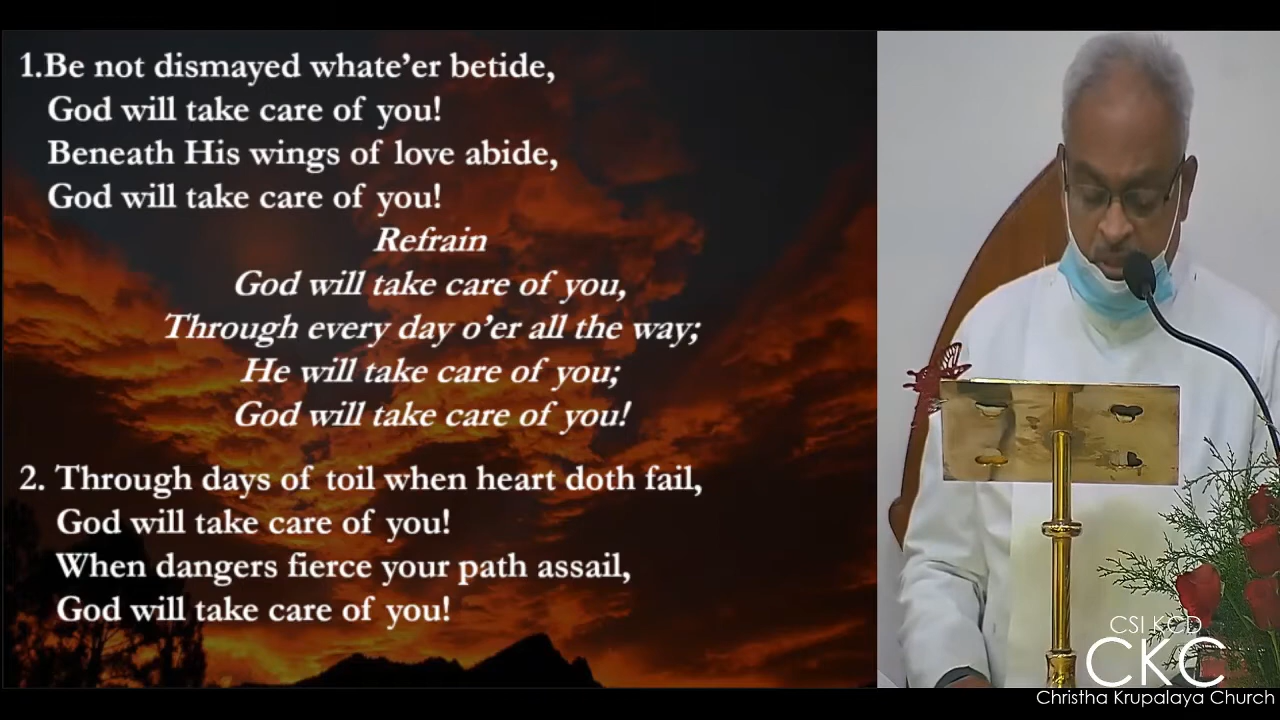 1.Be not dismayed whate’er betide,
God will take care of you!
Beneath His wings of love abide,
God will take care of you!
Refrain
God will take care of you,
Through every day o’er all the way;
He will take care of you;
God will take care of you!
2. Through days of toil when heart doth fail,
God will take care of you!
When dangers fierce your path assail,
God will take care of you!
CSI KCD
CKC
Christha Krupalaya Church